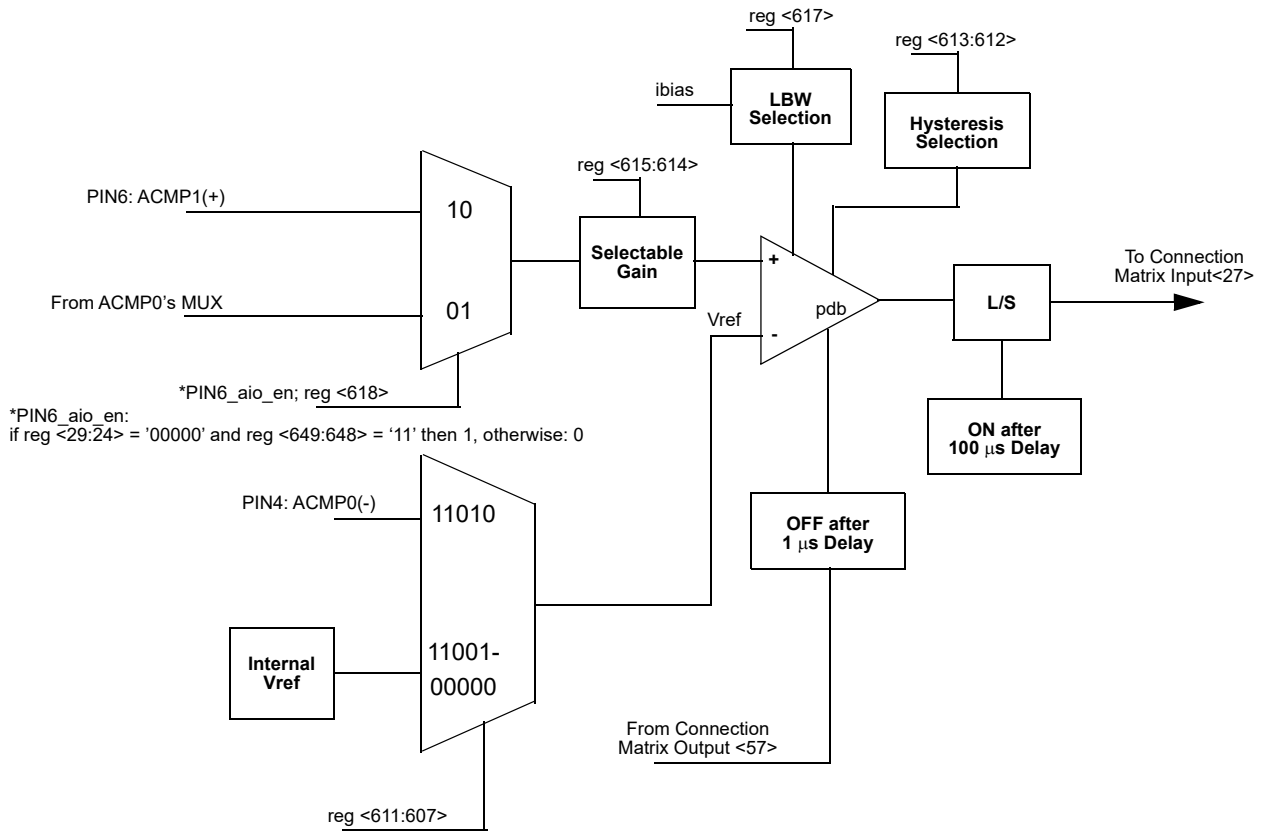 reg <617>
reg <613:612>
ibias
LBW
Selection
Hysteresis
Selection
reg <615:614>
PIN6: ACMP1(+)
10
Selectable
Gain
+
To Connection
Matrix Input<27>
From ACMP0's MUX
01
Vref
pdb
-
L/S
*PIN6_aio_en; reg <618>
*PIN6_aio_en:
if reg <29:24> = '00000' and reg <649:648> = '11' then 1, otherwise: 0
ON after
100 μs Delay
PIN4: ACMP0(-)
11010
OFF after
1 μs Delay
Internal
Vref
11001-
00000
From Connection
Matrix Output <57>
reg <611:607>